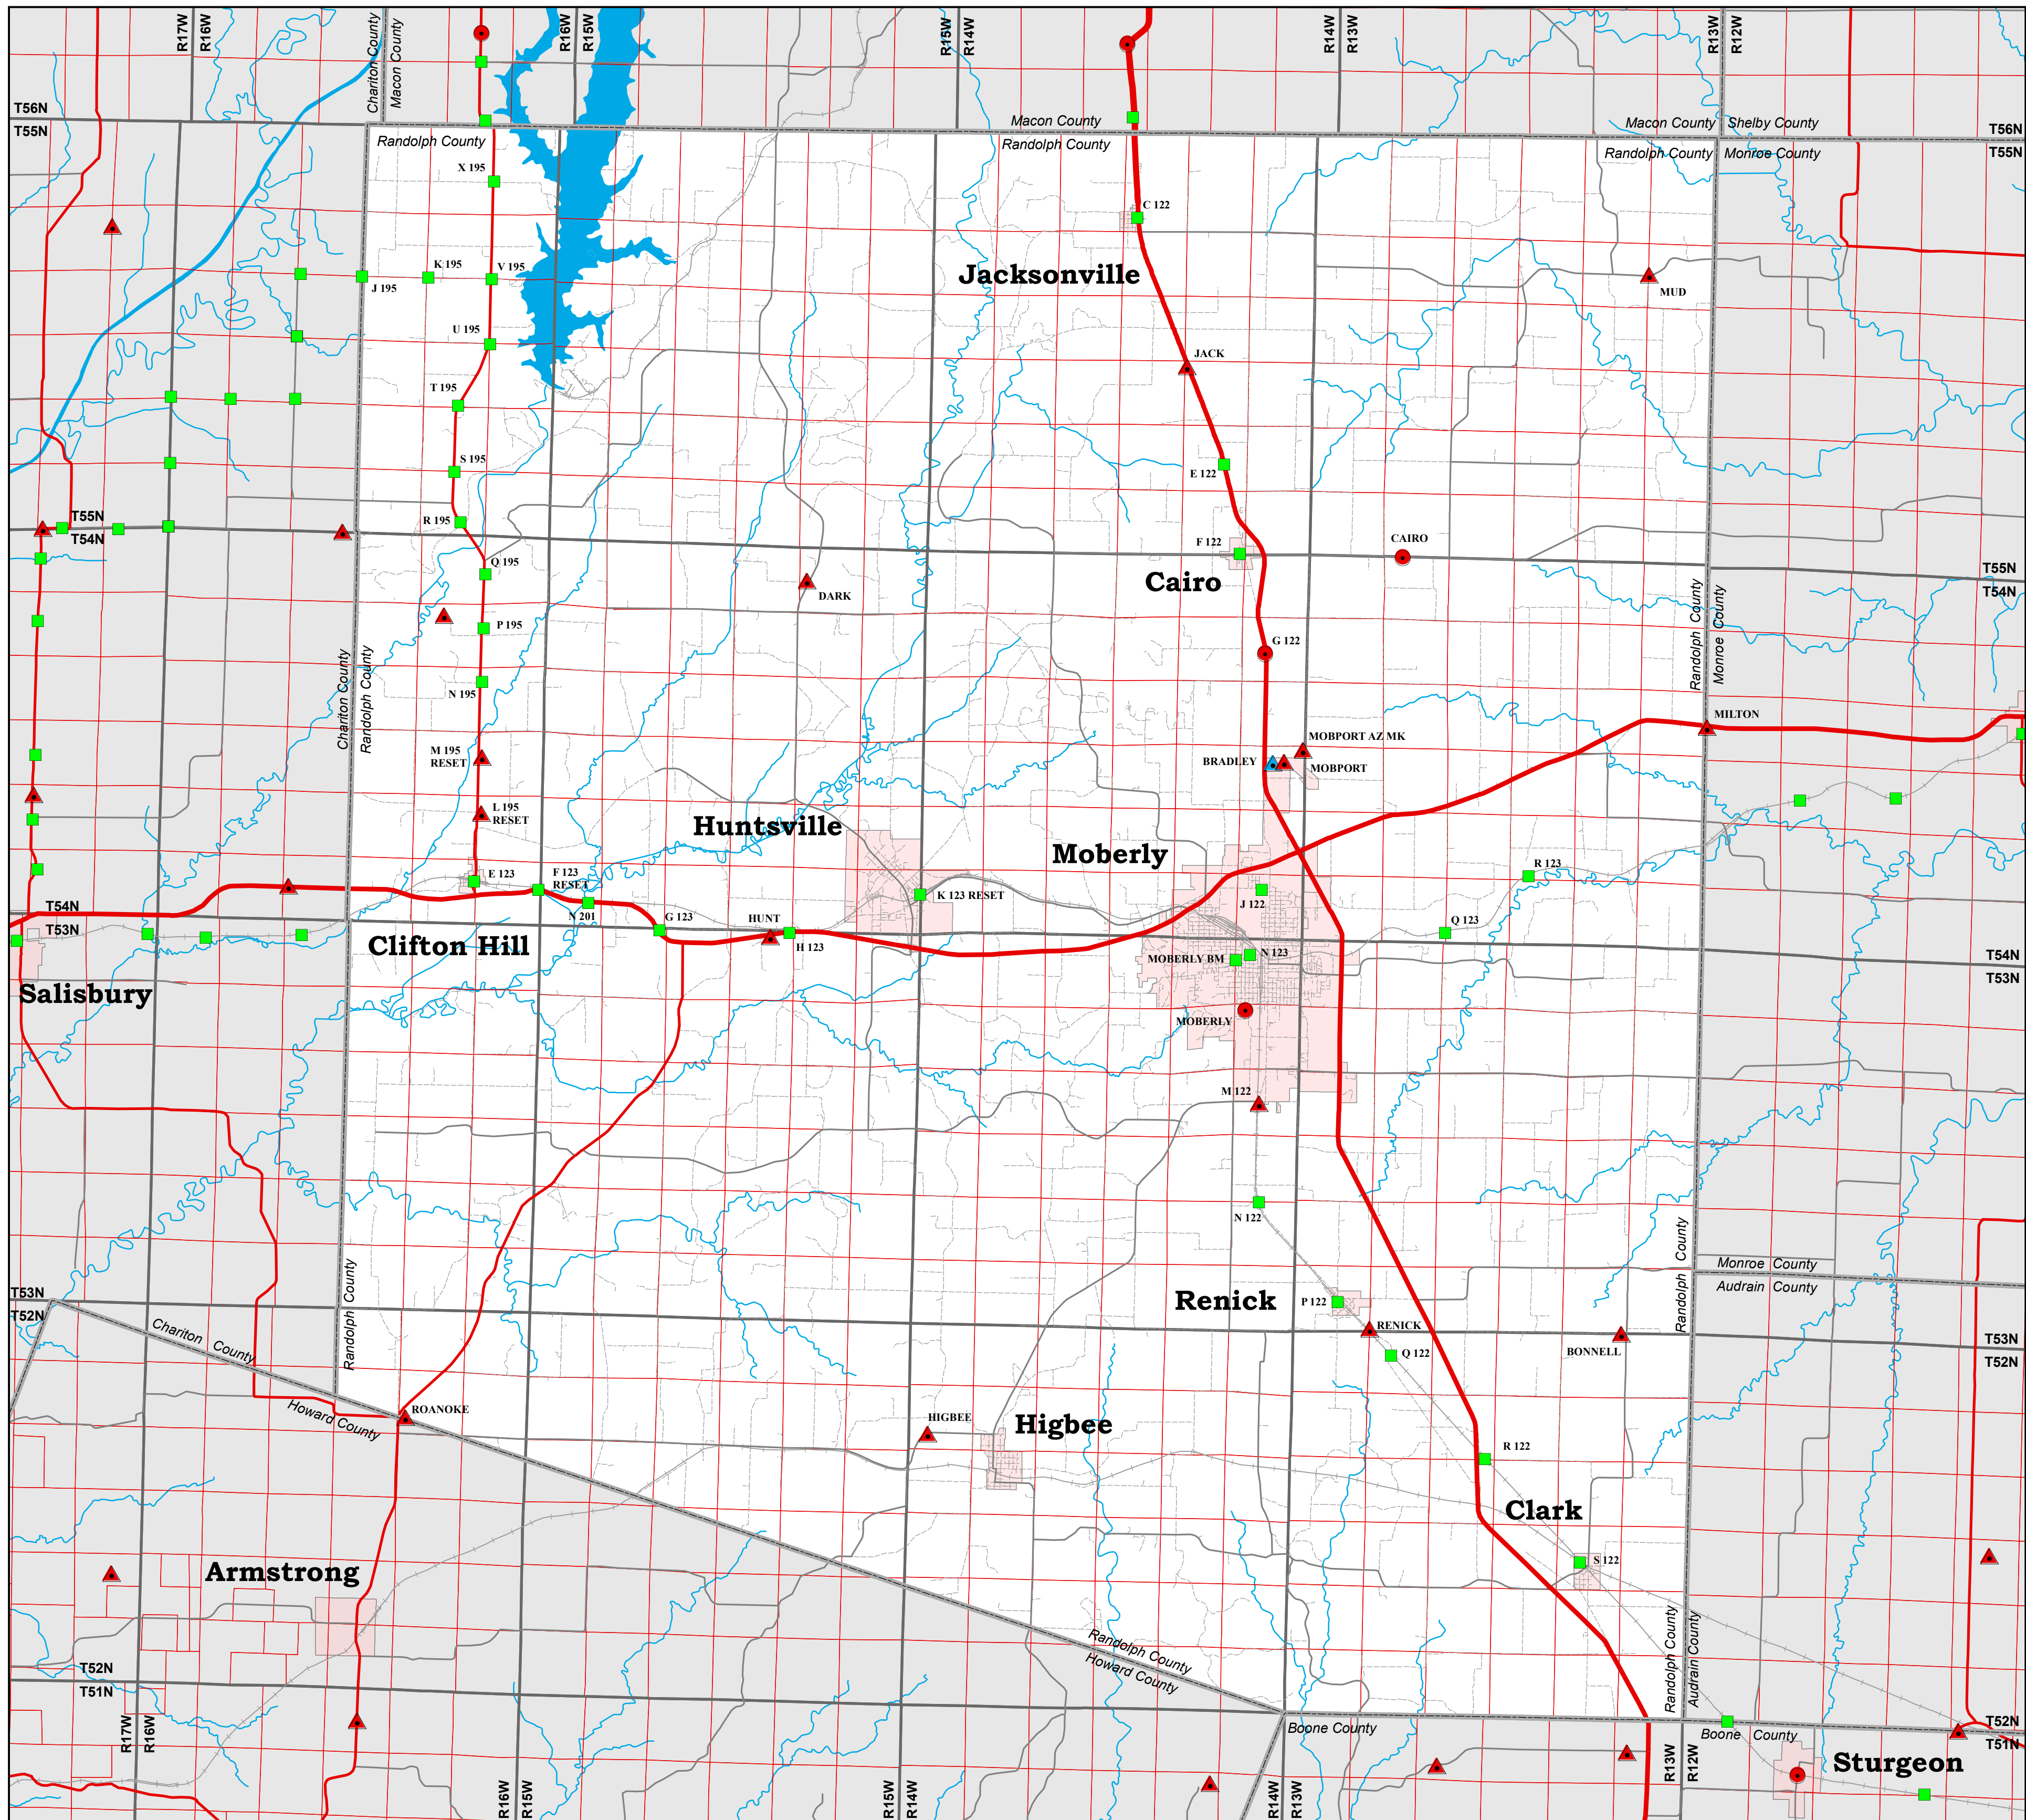 R17W
R16W
Chariton County
Macon County
R16W
R15W
R15W
R14W
R14W
R13W
R13W
R12W
T56N
T55N
Macon County
Randolph County
Randolph County
Macon County
Shelby County
Randolph County
Monroe County
T56N
T55N
X 195
C 122
K 195
V 195
J 195
Jacksonville
MUD
U 195
JACK
T 195
S 195
E 122
R 195
T55N
T54N
F 122
CAIRO
Q 195
Cairo
DARK
T55N
T54N
P 195
G 122
Chariton County
Randolph County
Randolph County
Monroe County
N 195
MILTON
M 195
RESET
MOBPORT AZ MK
BRADLEY
MOBPORT
L 195
RESET
Huntsville
Moberly
E 123
F 123
RESET
R 123
K 123 RESET
J 122
T54N
T53N
N 201
G 123
HUNT
H 123
Q 123
Clifton Hill
MOBERLY BM
N 123
T54N
T53N
Salisbury
MOBERLY
M 122
N 122
Randolph County
Randolph County
Monroe County
Audrain County
T53N
T52N
Renick
P 122
RENICK
Chariton County
BONNELL
T53N
T52N
Q 122
Howard County
ROANOKE
HIGBEE
Higbee
R 122
Clark
S 122
Armstrong
Randolph County
Howard County
Randolph County
Audrain County
T52N
T51N
R17W
R16W
Boone County
Boone County
T52N
T51N
Sturgeon
R16W
R15W
R15W
R14W
R14W
R13W
R13W
R12W